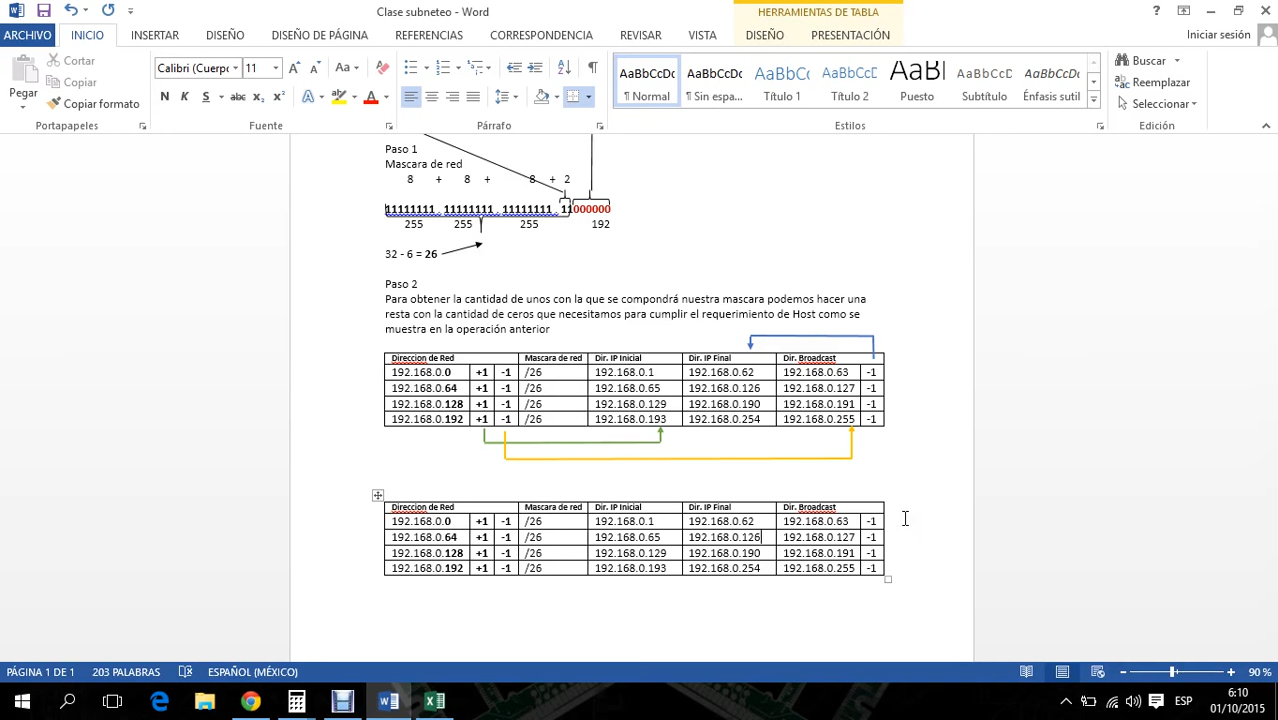 Clase subneteo - Word
HERRAMIENTAS DE TABLA
ARCHIVO INICIO INSERTAR DISEÑO DISEÑO DE PÁGINA REFERENCIAS CORRESPONDENCIA REVISAR VISTA DISEÑO PRESENTACIÓN Iniciar sesión
Pegar
Cortar
Copiar
Copiar formato
Calibri (Cuerpo 11
N K S abc x₂ x²
AaBbCcDc AaBbCcDc AaBbCcD AaBbCcD AaBl AaBbCcD AaBbCcDc
¶ Normal ¶ Sin espa... Título 1 Título 2 Puesto Subtítulo Énfasis sutil
Buscar
Reemplazar
Seleccionar
Portapapeles Fuente Párrafo Estilos Edición
Paso 1
Mascara de red
8 + 8 + 8 + 2
11111111 . 11111111 . 11111111 . 11000000
255 255 255 192
32 - 6 = 26
Paso 2
Para obtener la cantidad de unos con la que se compondrá nuestra mascara podemos hacer una
resta con la cantidad de ceros que necesitamos para cumplir el requerimiento de Host como se
muestra en la operación anterior
Direccion de Red Mascara de red Dir. IP Inicial Dir. IP Final Dir. Broadcast
192.168.0.0 +1 -1 /26 192.168.0.1 192.168.0.62 192.168.0.63 -1
192.168.0.64 +1 -1 /26 192.168.0.65 192.168.0.126 192.168.0.127 -1
192.168.0.128 +1 -1 /26 192.168.0.129 192.168.0.190 192.168.0.191 -1
192.168.0.192 +1 -1 /26 192.168.0.193 192.168.0.254 192.168.0.255 -1
Direccion de Red Mascara de red Dir. IP Inicial Dir. IP Final Dir. Broadcast
192.168.0.0 +1 -1 /26 192.168.0.1 192.168.0.62 192.168.0.63 -1
192.168.0.64 +1 -1 /26 192.168.0.65 192.168.0.126 192.168.0.127 -1
192.168.0.128 +1 -1 /26 192.168.0.129 192.168.0.190 192.168.0.191 -1
192.168.0.192 +1 -1 /26 192.168.0.193 192.168.0.254 192.168.0.255 -1
PÁGINA 1 DE 1 203 PALABRAS ESPAÑOL (MÉXICO) 90 %
ESP
6:10
01/10/2015